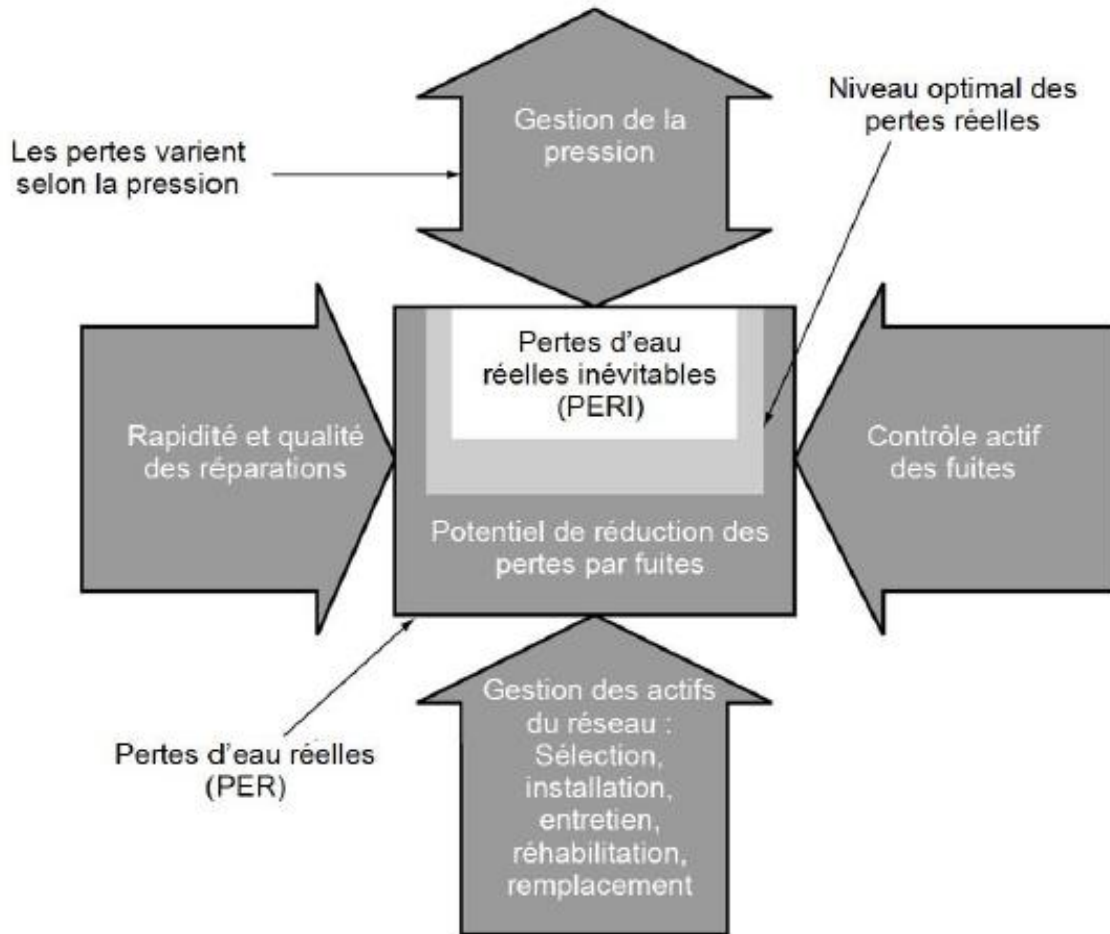 Gestion de la
pression
Niveau optimal des
pertes réelles
Les pertes varient
selon la pression
Pertes d'eau
réelles inévitables
(PERI)
Rapidité et qualité
des réparations
Contrôle actif
des fuites
Potentiel de réduction des
pertes par fuites
Pertes d'eau réelles
(PER)
Gestion des actifs
du réseau :
Sélection,
installation,
entretien,
réhabilitation,
remplacement